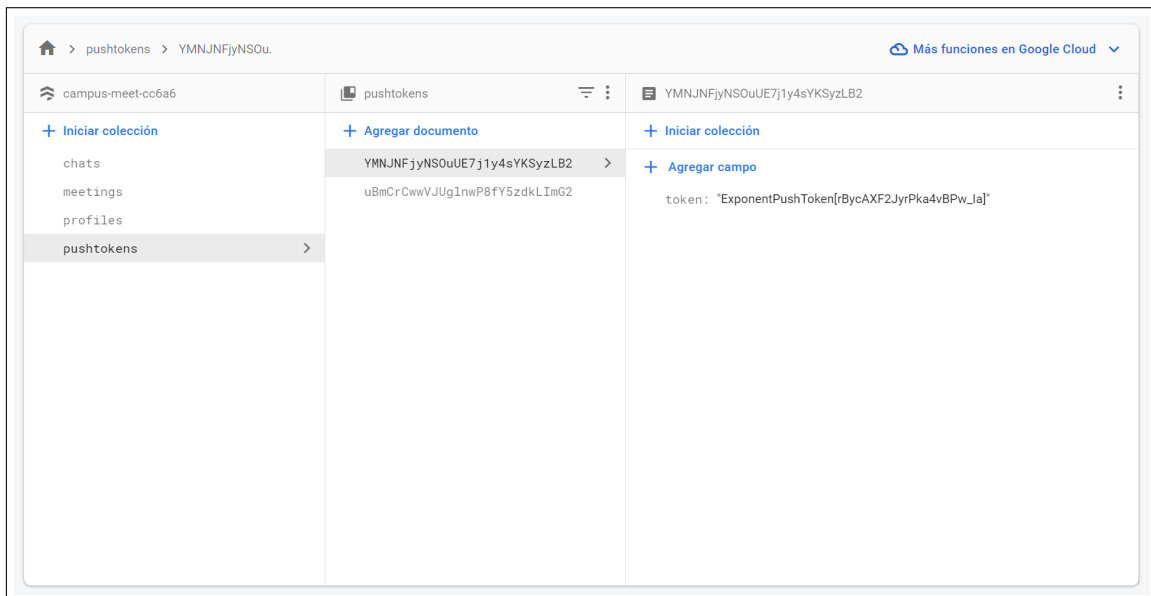 pushtokens > YMNJNFjyNSOu.
Más funciones en Google Cloud
campus-meet-cc6a6
pushtokens
YMNJNFjyNSOuUE7j1y4sYKSyzLB2
+ Iniciar colección
+ Agregar documento
+ Iniciar colección
chats
meetings
profiles
pushtokens
YMNJNFjyNSOuUE7j1y4sYKSyzLB2
uBmCrCwwVJUglnwP8fY5zdkLImG2
+ Agregar campo
token: "ExponentPushToken[rBycAXF2JyrPka4vBPw_Ia]"